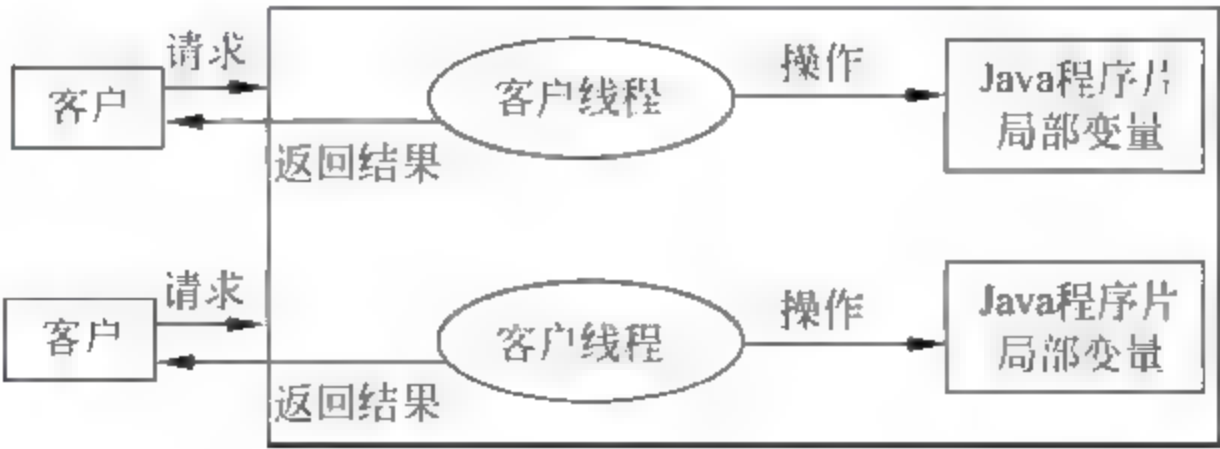 请求
客户
返回结果
客户线程
操作
Java程序片
局部变量
请求
客户
返回结果
客户线程
操作
Java程序片
局部变量